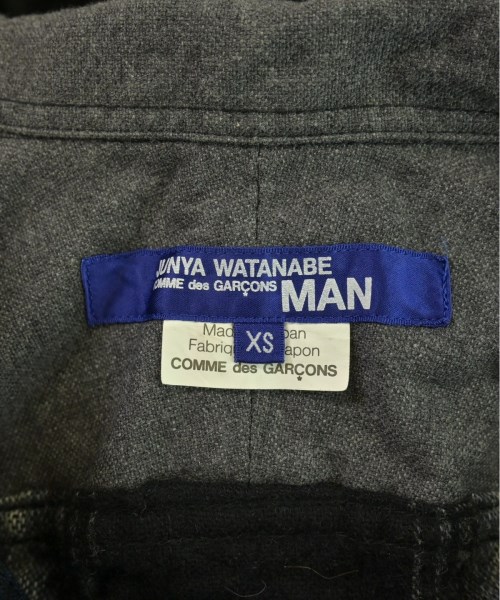 JUNYA WATANABE
COMME des GARÇONS MAN
XS
COMME des GARÇONS